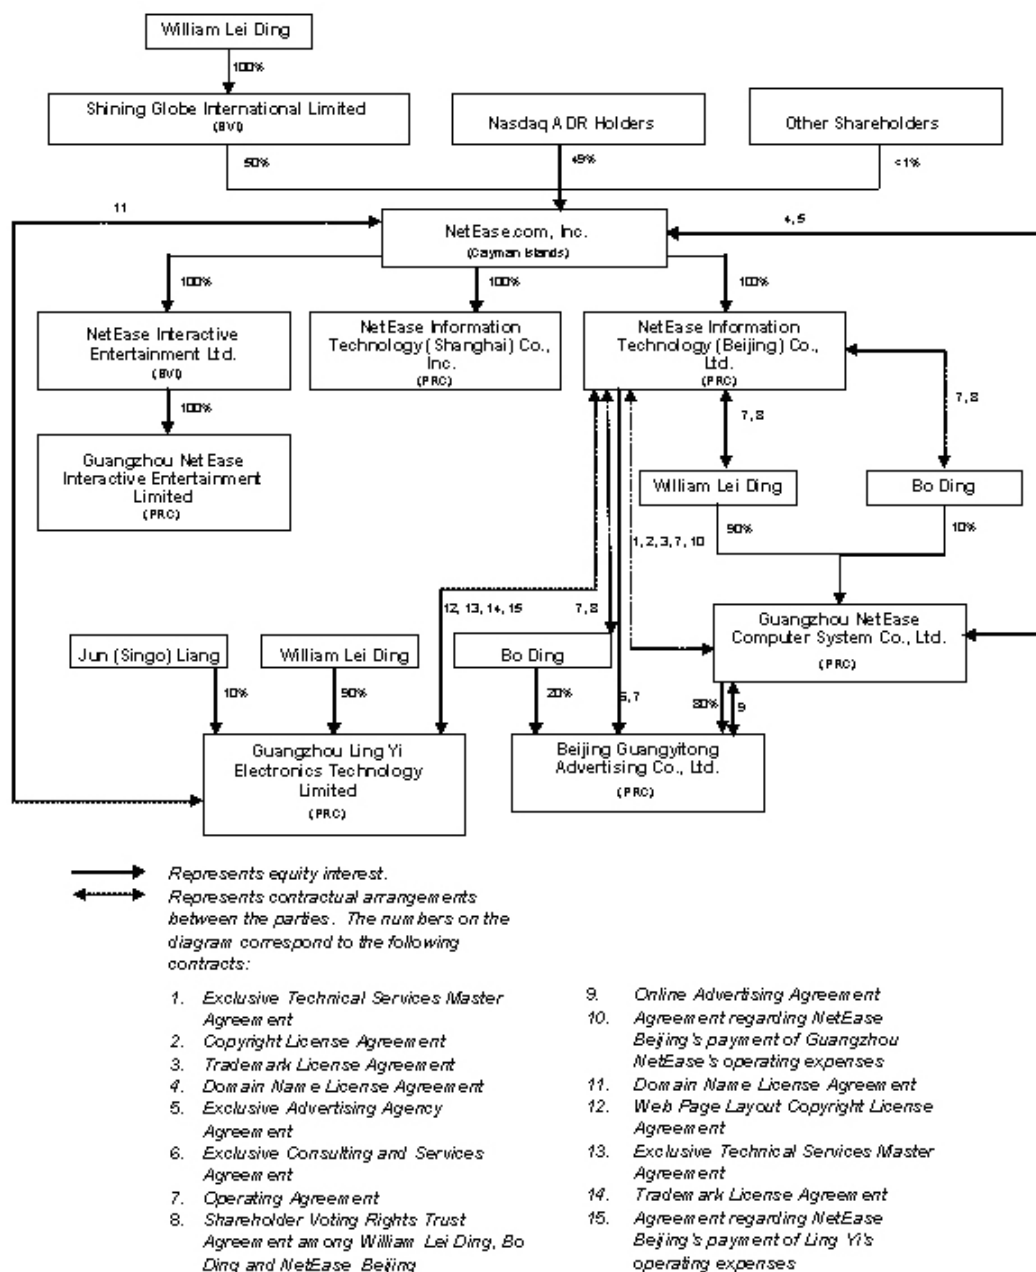 William Lei Ding
100%
Shining Globe International Limited
(BVI)
Nasdaq ADR Holders
Other Shareholders
50%
49%
<1%
11
NetEase.com, Inc.
(Cayman Islands)
4, 5
100%
100%
100%
NetEase Interactive
Entertainment Ltd.
(BVI)
NetEase Information
Technology (Shanghai) Co.,
Inc.
(PRC)
NetEase Information
Technology (Beijing) Co.,
Ltd.
(PRC)
100%
7, 8
7, 8
Guangzhou NetEase
Interactive Entertainment
Limited
(PRC)
William Lei Ding
Bo Ding
90%
10%
1, 2, 3, 7, 10
12, 13, 14, 15
7, 8
Guangzhou NetEase
Computer System Co., Ltd.
(PRC)
Jun (Singo) Liang
William Lei Ding
Bo Ding
10%
90%
20%
6, 7
80%
9
Guangzhou Ling Yi
Electronics Technology
Limited
(PRC)
Beijing Guangyitong
Advertising Co., Ltd.
(PRC)
Represents equity interest.
Represents contractual arrangements
between the parties. The numbers on the
diagram correspond to the following
contracts:
1. Exclusive Technical Services Master
Agreement
2. Copyright License Agreement
3. Trademark License Agreement
4. Domain Name License Agreement
5. Exclusive Advertising Agency
Agreement
6. Exclusive Consulting and Services
Agreement
7. Operating Agreement
8. Shareholder Voting Rights Trust
Agreement among William Lei Ding, Bo
Ding and NetEase Beijing
9. Online Advertising Agreement
10. Agreement regarding NetEase
Beijing's payment of Guangzhou
NetEase's operating expenses
11. Domain Name License Agreement
12. Web Page Layout Copyright License
Agreement
13. Exclusive Technical Services Master
Agreement
14. Trademark License Agreement
15. Agreement regarding NetEase
Beijing's payment of Ling Yi's
operating expenses